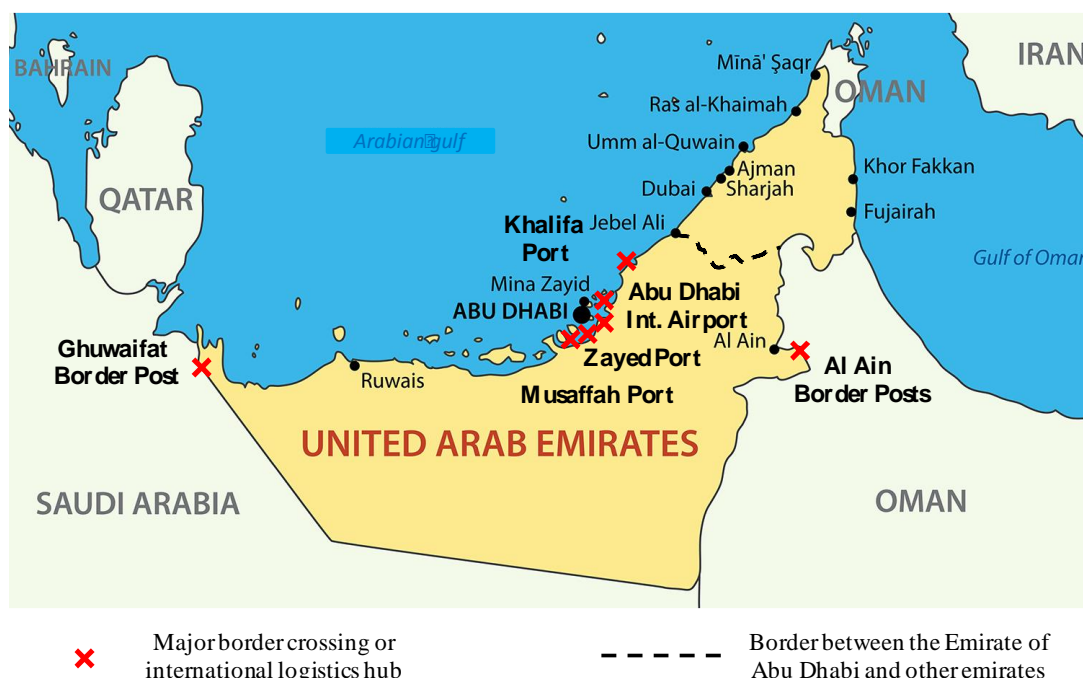 BAHRAIN
IRAN
Mīnā' Şaqr
OMAN
Ras al-Khaimah
Arabian gulf
Umm al-Quwain
Ajman
Khor Fakkan
QATAR
Dubai
Sharjah
Fujairah
Khalifa
Port
Jebel Ali
Gulf of Oman
Mina Zayid
Abu Dhabi
Int. Airport
ABU DHABI
Al Ain
Ghuwaifat
Border Post
Zayed Port
Al Ain
Border Posts
Ruwais
Musaffah Port
UNITED ARAB EMIRATES
SAUDI ARABIA
OMAN
Major border crossing or
international logistics hub
Border between the Emirate of
Abu Dhabi and other emirates